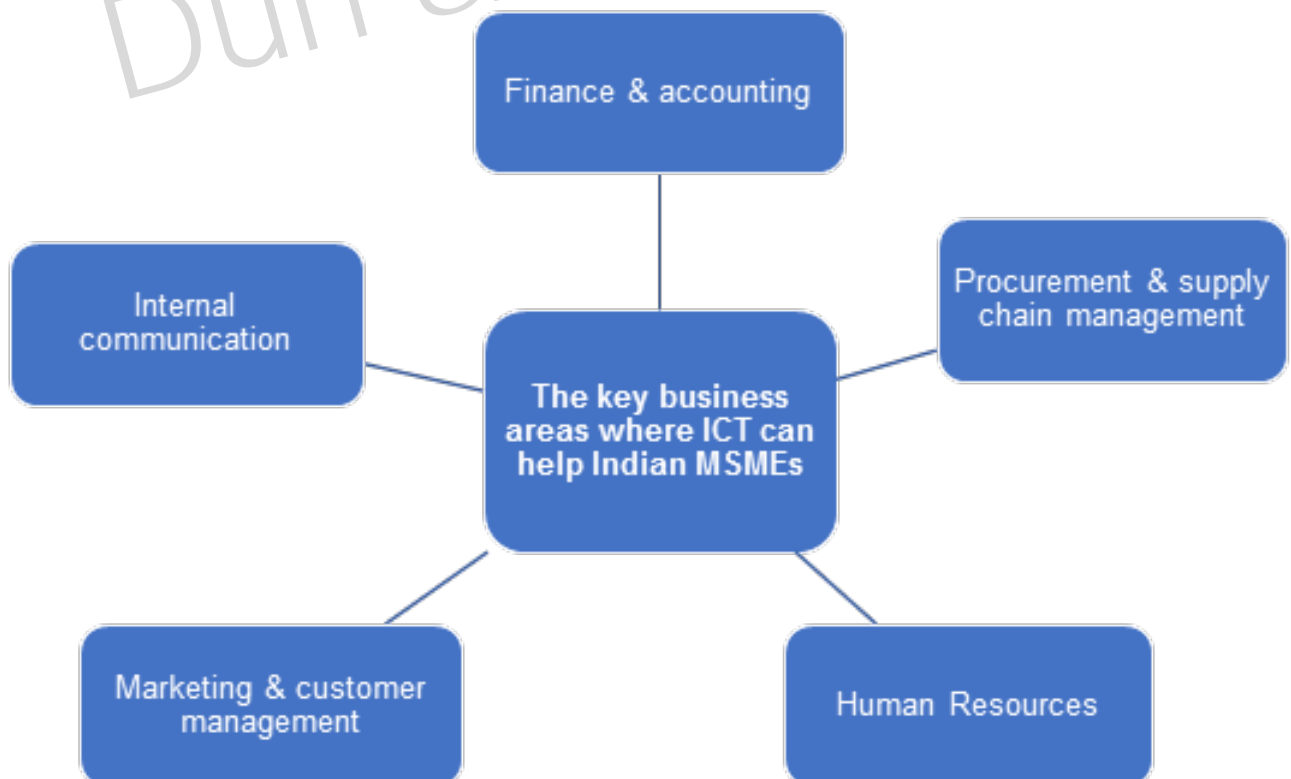 Dun
Finance & accounting
Procurement & supply
chain management
Internal
communication
The key business
areas where ICT can
help Indian MSMEs
Marketing & customer
management
Human Resources